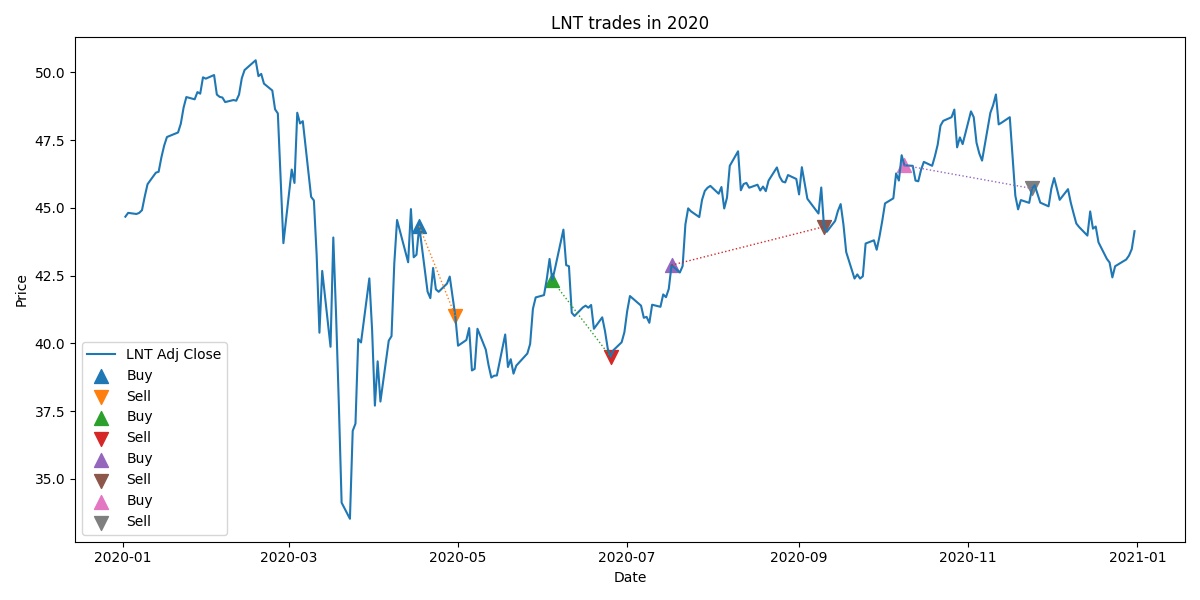 LNT trades in 2020
Price
50.0
47.5
45.0
42.5
40.0
37.5
35.0
LNT Adj Close
Buy
Sell
Buy
Sell
Buy
Sell
Buy
Sell
2020-01 2020-03 2020-05 2020-07 2020-09 2020-11 2021-01
Date